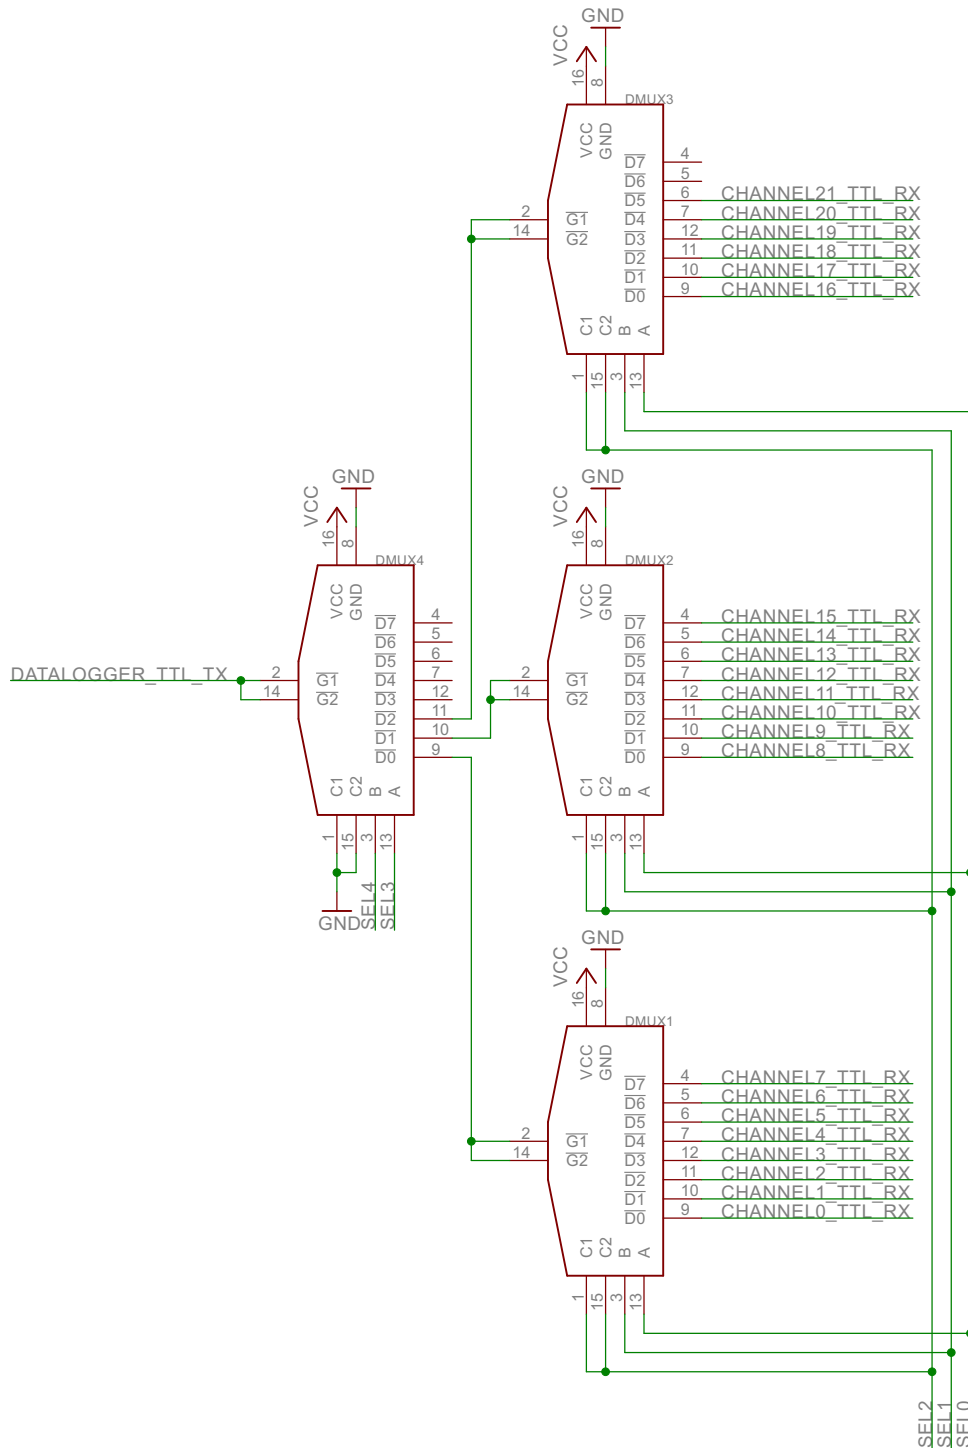 GND
VCC
16
8
DMUX3
VCC
GND
D7 4
D6 5
D5 6 CHANNEL21_TTL_RX
2 G1 D4 7 CHANNEL20_TTL_RX
14 G2 D3 12 CHANNEL19_TTL_RX
D2 11 CHANNEL18_TTL_RX
D1 10 CHANNEL17_TTL_RX
D0 9 CHANNEL16_TTL_RX
C1 C2 B A
1 15 3 13
GND
VCC
16
8
DMUX4
VCC
GND
D7 4
D6 5
D5 6
DATALOGGER_TTL_TX 2 G1 D4 7
14 G2 D3 12
D2 11
D1 10
D0 9
C1 C2 B A
1 15 3 13
GND
SEL4
SEL3
GND
VCC
16
8
DMUX2
VCC
GND
D7 4 CHANNEL15_TTL_RX
D6 5 CHANNEL14_TTL_RX
D5 6 CHANNEL13_TTL_RX
2 G1 D4 7 CHANNEL12_TTL_RX
14 G2 D3 12 CHANNEL11_TTL_RX
D2 11 CHANNEL10_TTL_RX
D1 10 CHANNEL9_TTL_RX
D0 9 CHANNEL8_TTL_RX
C1 C2 B A
1 15 3 13
GND
VCC
16
8
DMUX1
VCC
GND
D7 4 CHANNEL7_TTL_RX
D6 5 CHANNEL6_TTL_RX
D5 6 CHANNEL5_TTL_RX
2 G1 D4 7 CHANNEL4_TTL_RX
14 G2 D3 12 CHANNEL3_TTL_RX
D2 11 CHANNEL2_TTL_RX
D1 10 CHANNEL1_TTL_RX
D0 9 CHANNEL0_TTL_RX
C1 C2 B A
1 15 3 13
SEL2
SEL1
SEL0